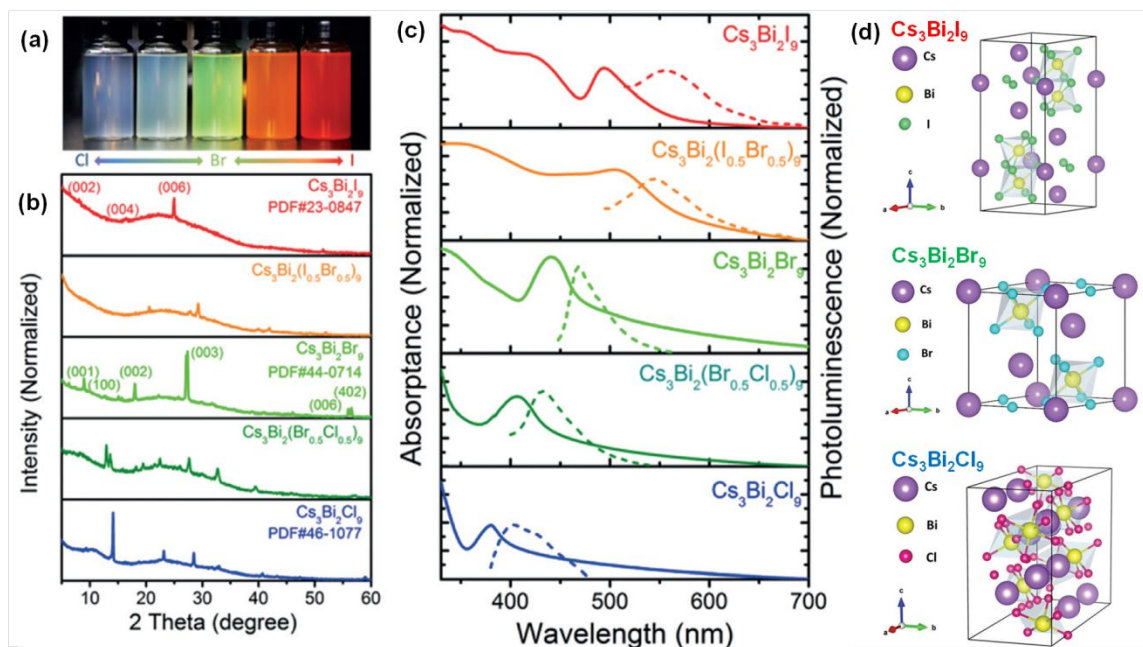 (a)
Cl Br I
(b)
Cs₃Bi₂I₉
PDF#23-0847
(002)
(004)
(006)
Cs₃Bi₂(I₀.₅Br₀.₅)₉
Cs₃Bi₂Br₉
PDF#44-0714
(001)
(100)
(002)
(003)
(006)
(402)
Cs₃Bi₂(Br₀.₅Cl₀.₅)₉
Cs₃Bi₂Cl₉
PDF#46-1077
Intensity (Normalized)
10 20 30 40 50 60
2 Theta (degree)
(c)
Cs₃Bi₂I₉
Cs₃Bi₂(I₀.₅Br₀.₅)₉
Cs₃Bi₂Br₉
Cs₃Bi₂(Br₀.₅Cl₀.₅)₉
Cs₃Bi₂Cl₉
Absorptance (Normalized)
Photoluminescence (Normalized)
400 500 600 700
Wavelength (nm)
(d)
Cs₃Bi₂I₉
Cs
Bi
I
c
a b
Cs₃Bi₂Br₉
Cs
Bi
Br
c
a b
Cs₃Bi₂Cl₉
Cs
Bi
Cl
c
a b